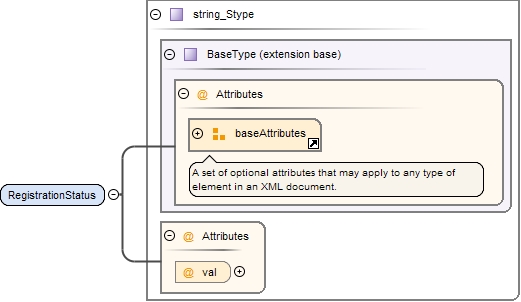 string_Stype
BaseType (extension base)
@ Attributes
baseAttributes
A set of optional attributes that may apply to any type of
element in an XML document.
RegistrationStatus
@ Attributes
@ val